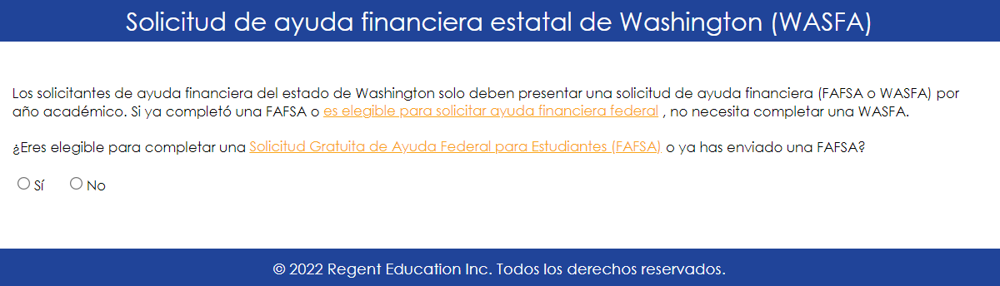 Solicitud de ayuda financiera estatal de Washington (WASFA)
Los solicitantes de ayuda financiera del estado de Washington solo deben presentar una solicitud de ayuda financiera (FAFSA o WASFA) por
año académico. Si ya completó una FAFSA o es elegible para solicitar ayuda financiera federal , no necesita completar una WASFA.
¿Eres elegible para completar una Solicitud Gratuita de Ayuda Federal para Estudiantes (FAFSA) o ya has enviado una FAFSA?
Sí No
© 2022 Regent Education Inc. Todos los derechos reservados.